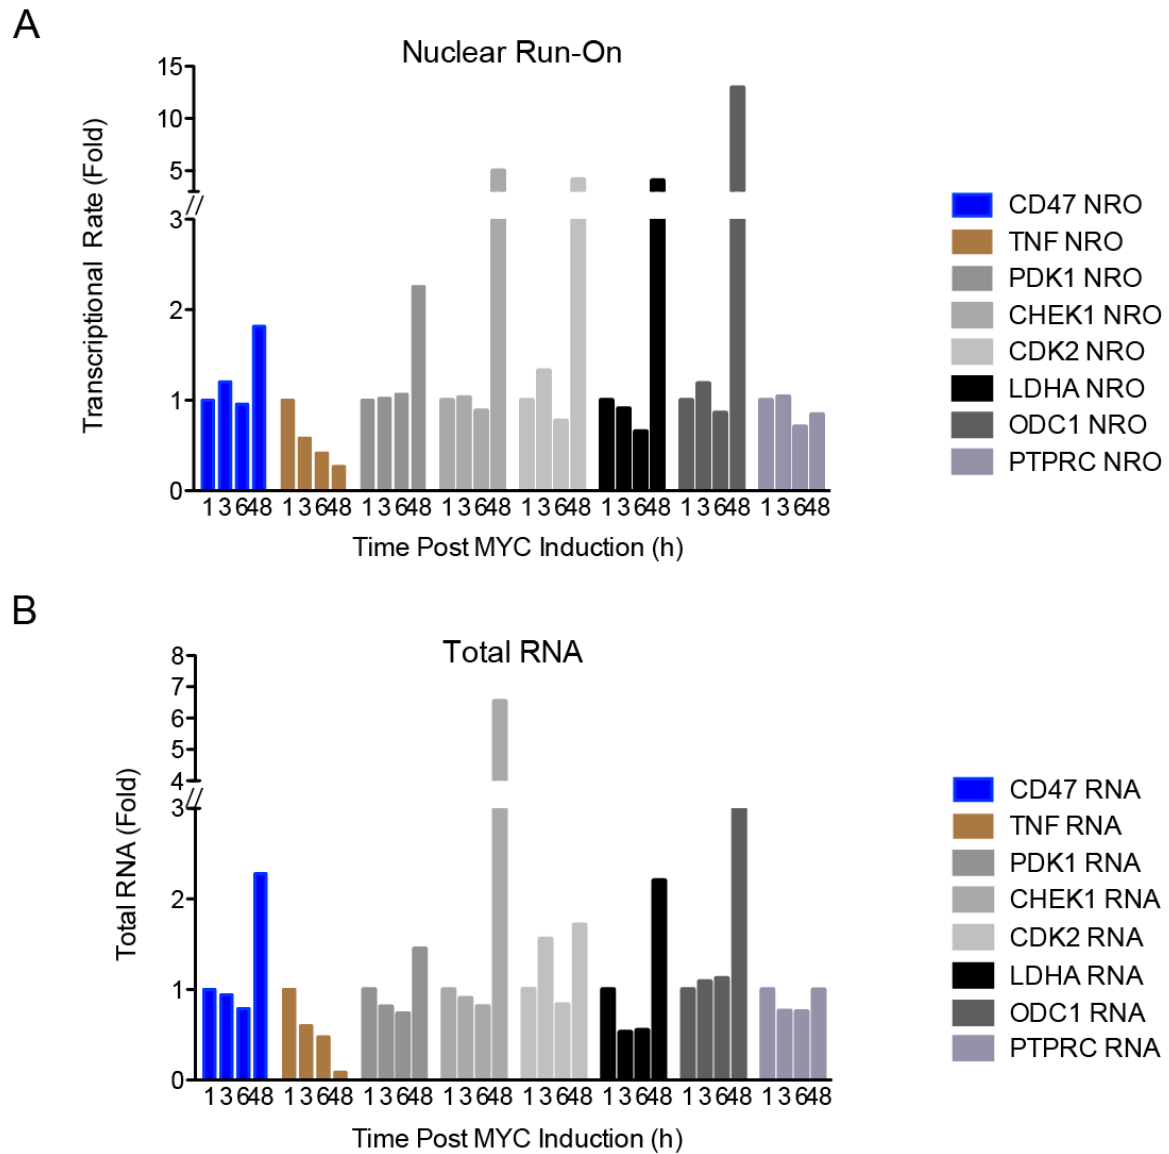 A
Nuclear Run-On
Transcriptional Rate (Fold)
15
10
5
//
3
2
1
0
1 3 6 48 1 3 6 48 1 3 6 48 1 3 6 48 1 3 6 48 1 3 6 48 1 3 6 48 1 3 6 48
Time Post MYC Induction (h)
CD47 NRO
TNF NRO
PDK1 NRO
CHEK1 NRO
CDK2 NRO
LDHA NRO
ODC1 NRO
PTPRC NRO
B
Total RNA
Total RNA (Fold)
8
7
6
5
4
//
3
2
1
0
1 3 6 48 1 3 6 48 1 3 6 48 1 3 6 48 1 3 6 48 1 3 6 48 1 3 6 48 1 3 6 48
Time Post MYC Induction (h)
CD47 RNA
TNF RNA
PDK1 RNA
CHEK1 RNA
CDK2 RNA
LDHA RNA
ODC1 RNA
PTPRC RNA